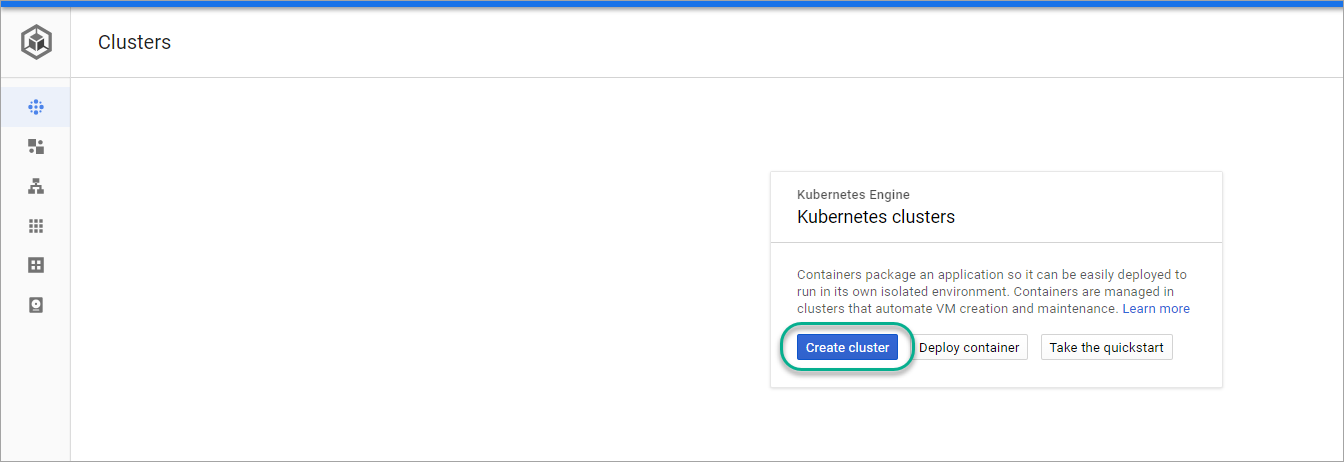 Clusters
Kubernetes Engine
Kubernetes clusters
Containers package an application so it can be easily deployed to
run in its own isolated environment. Containers are managed in
clusters that automate VM creation and maintenance. Learn more
Create cluster Deploy container Take the quickstart